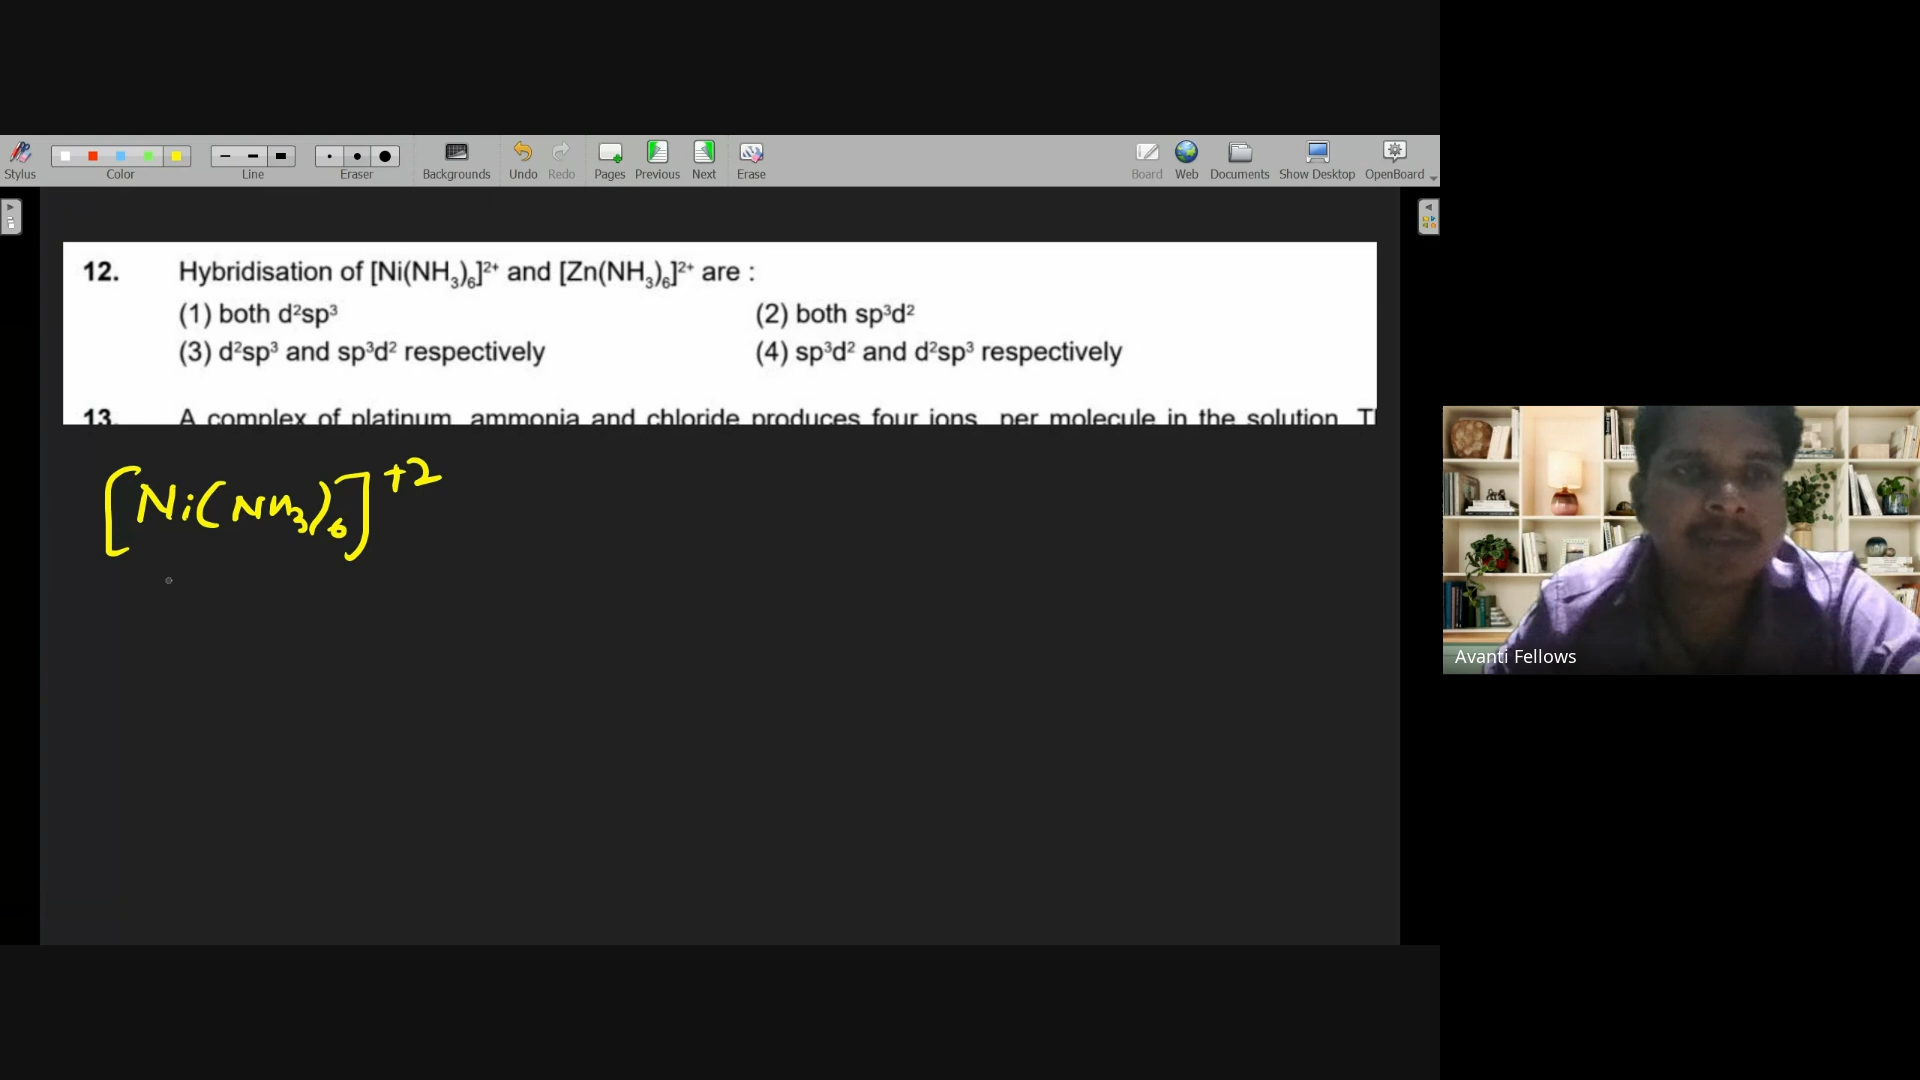 Stylus Color Line Eraser Backgrounds Undo Redo Pages Previous Next Erase Board Web Documents Show Desktop OpenBoard
12. Hybridisation of [Ni(NH₃)₆]²⁺ and [Zn(NH₃)₆]²⁺ are :
(1) both d²sp³ (2) both sp³d²
(3) d²sp³ and sp³d² respectively (4) sp³d² and d²sp³ respectively
13. A complex of platinum, ammonia and chloride produces four ions per molecule in the solution. Th
[Ni(NH₃)₆]⁺²
Avanti Fellows